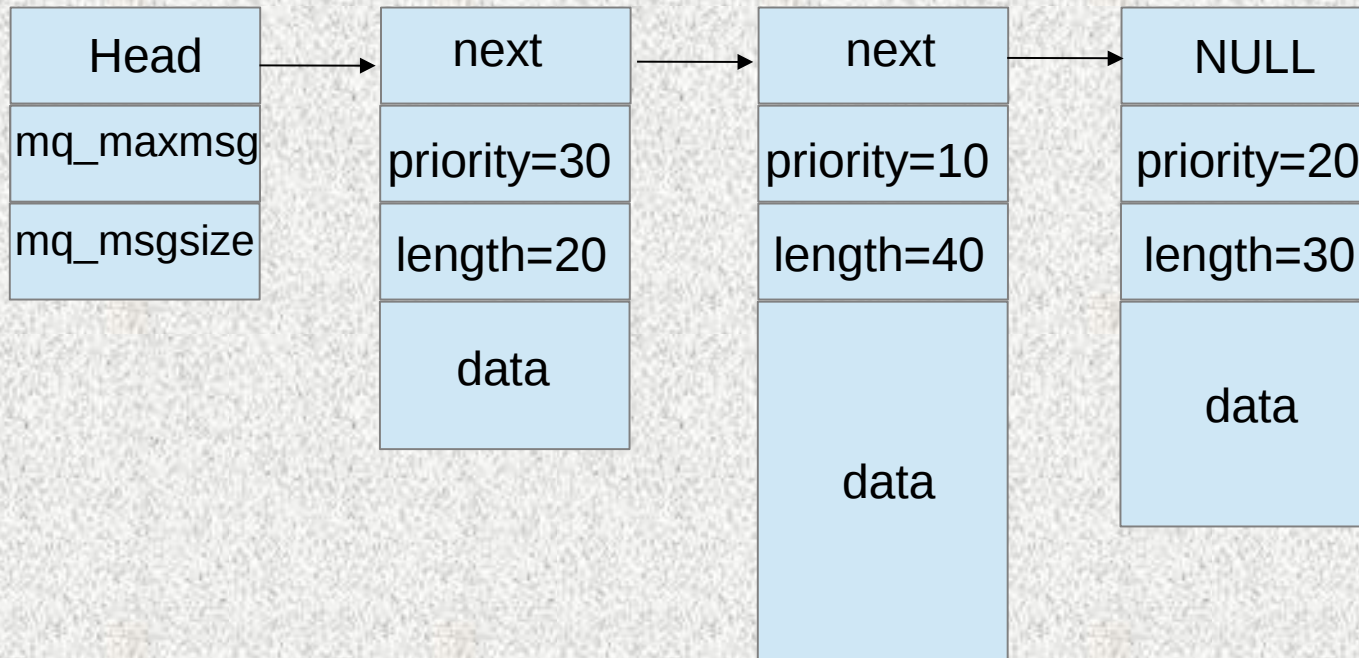 Head
mq_maxmsg
mq_msgsize
next
priority=30
length=20
data
next
priority=10
length=40
data
NULL
priority=20
length=30
data